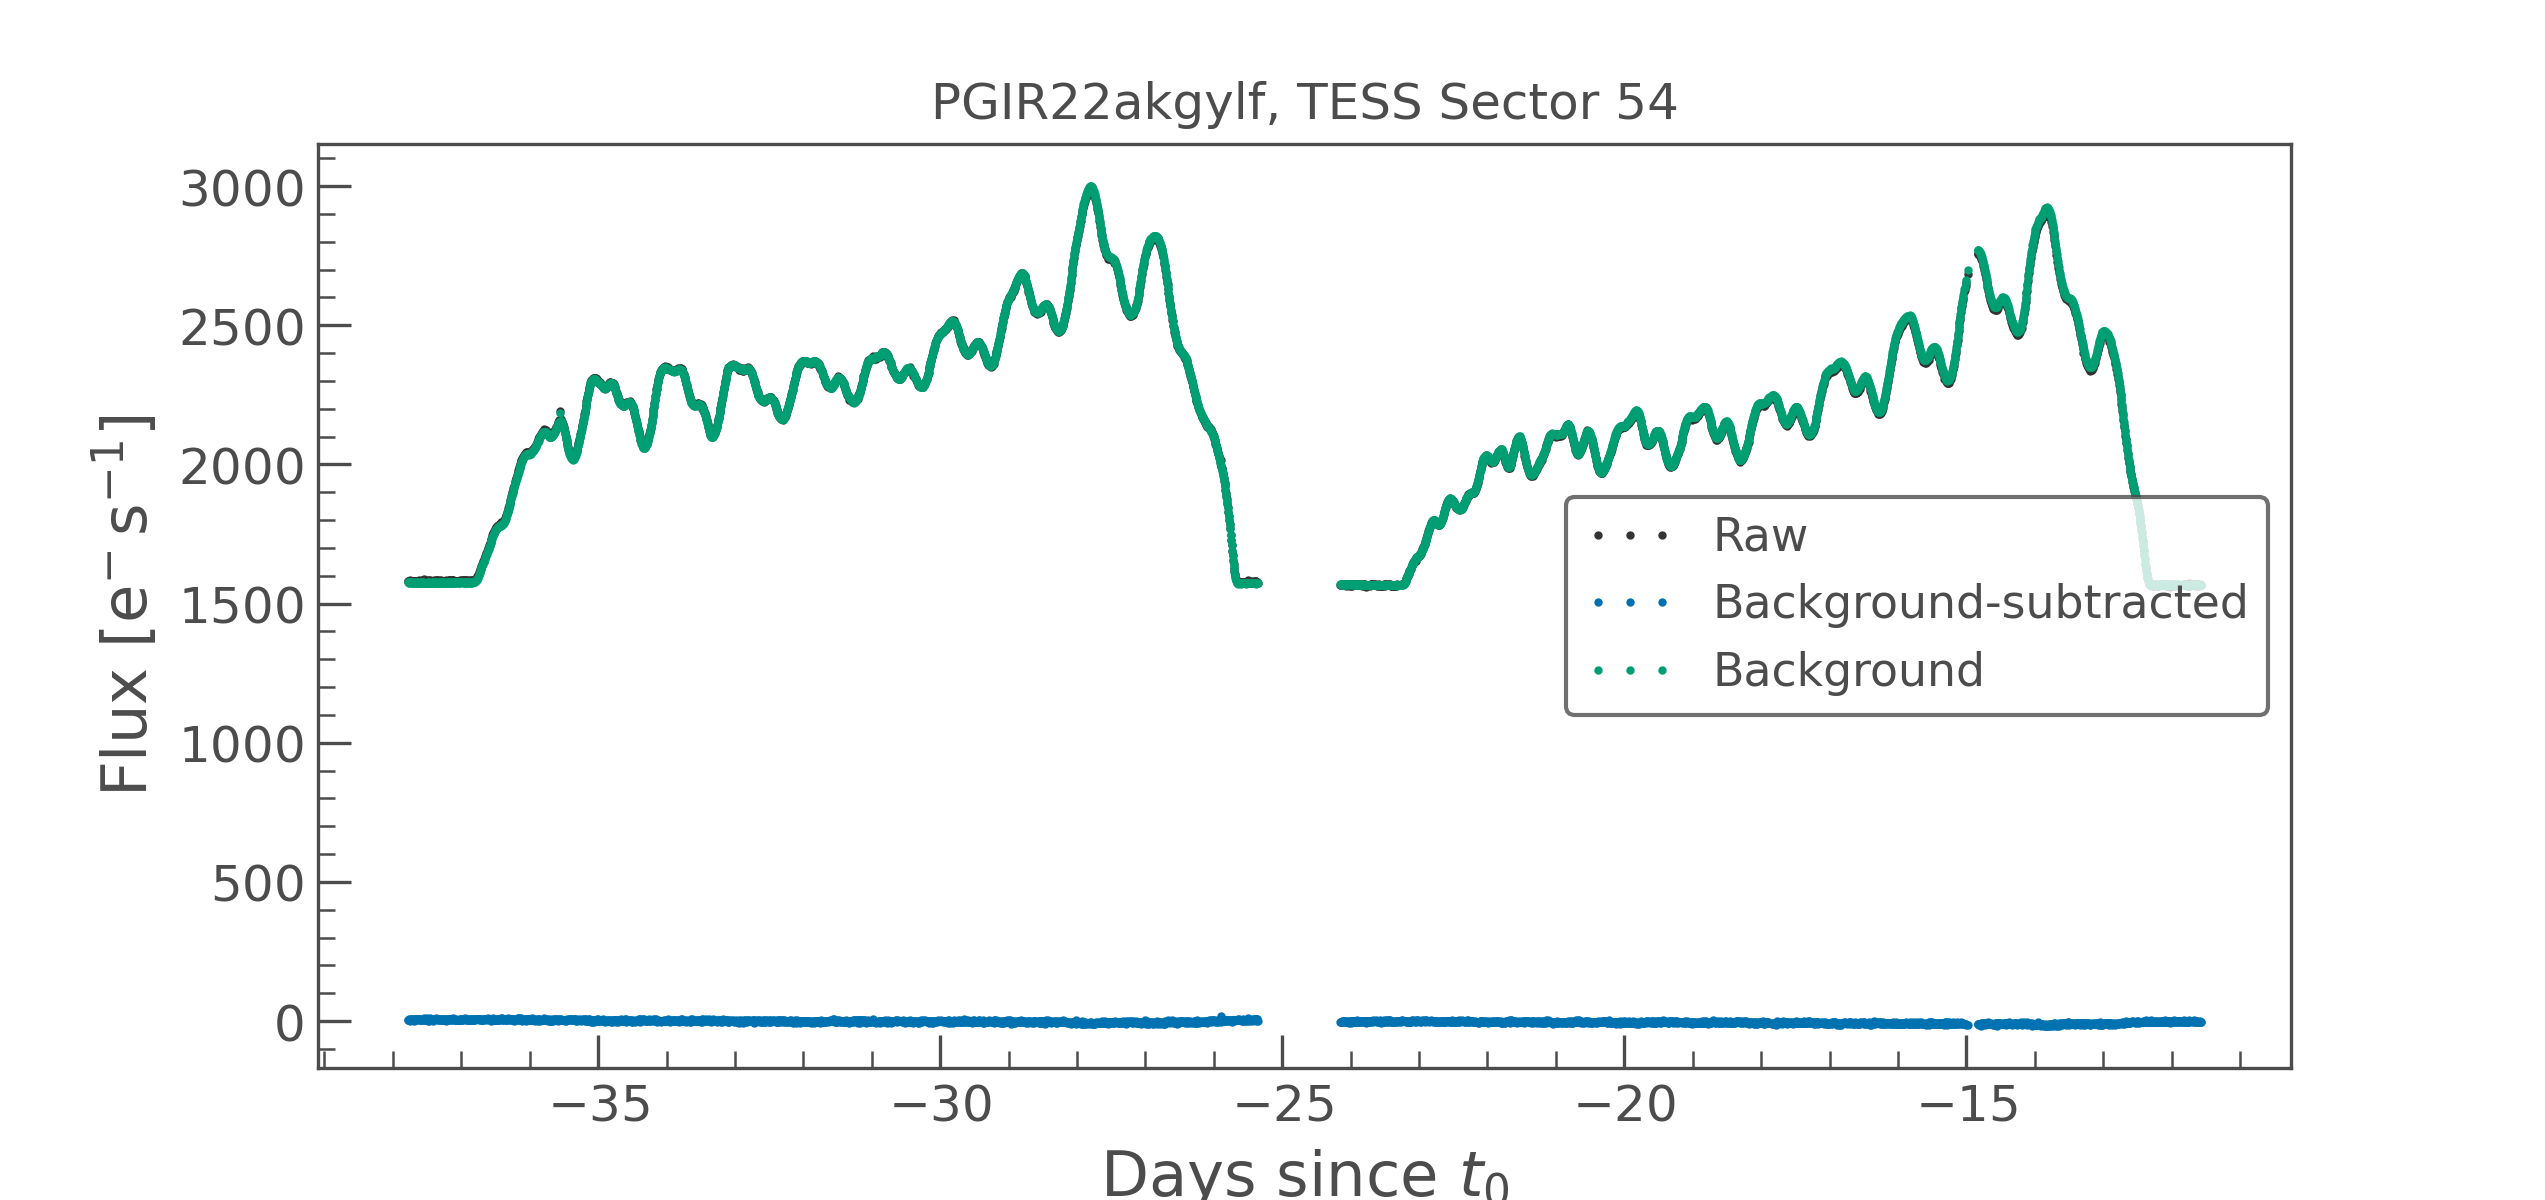 PGIR22akgylf, TESS Sector 54
Flux [e⁻ s⁻¹]
3000
2500
2000
1500
1000
500
0
Raw
Background-subtracted
Background
−35 −30 −25 −20 −15
Days since t₀